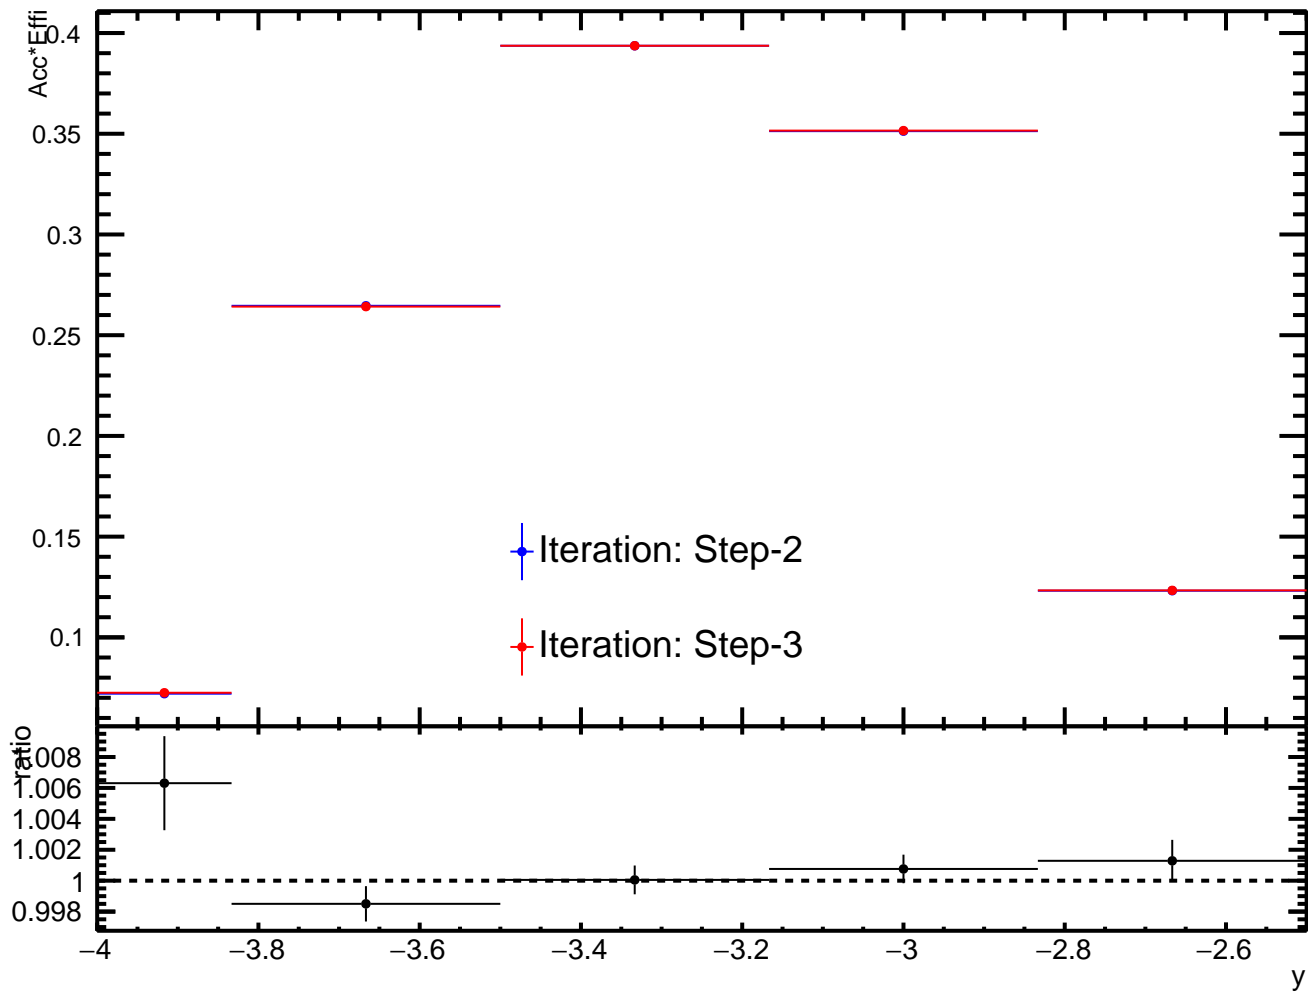 Acc*Effi
0.4
0.35
0.3
0.25
0.2
0.15
0.1
Iteration: Step-2
Iteration: Step-3
ratio
1.008
1.006
1.004
1.002
1
0.998
−4 −3.8 −3.6 −3.4 −3.2 −3 −2.8 −2.6
y